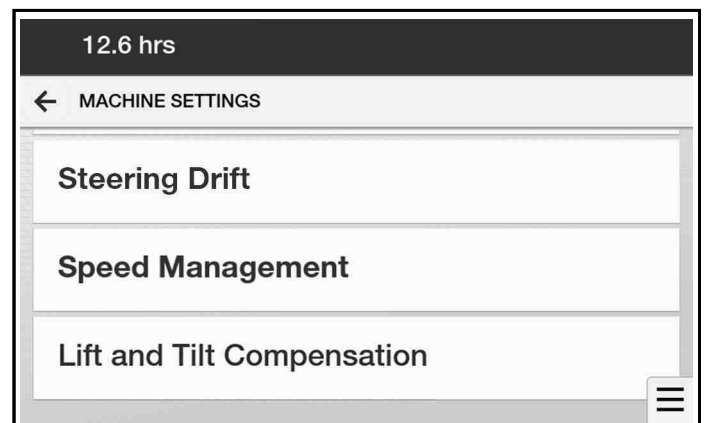 12.6 hrs
MACHINE SETTINGS
Steering Drift
Speed Management
Lift and Tilt Compensation